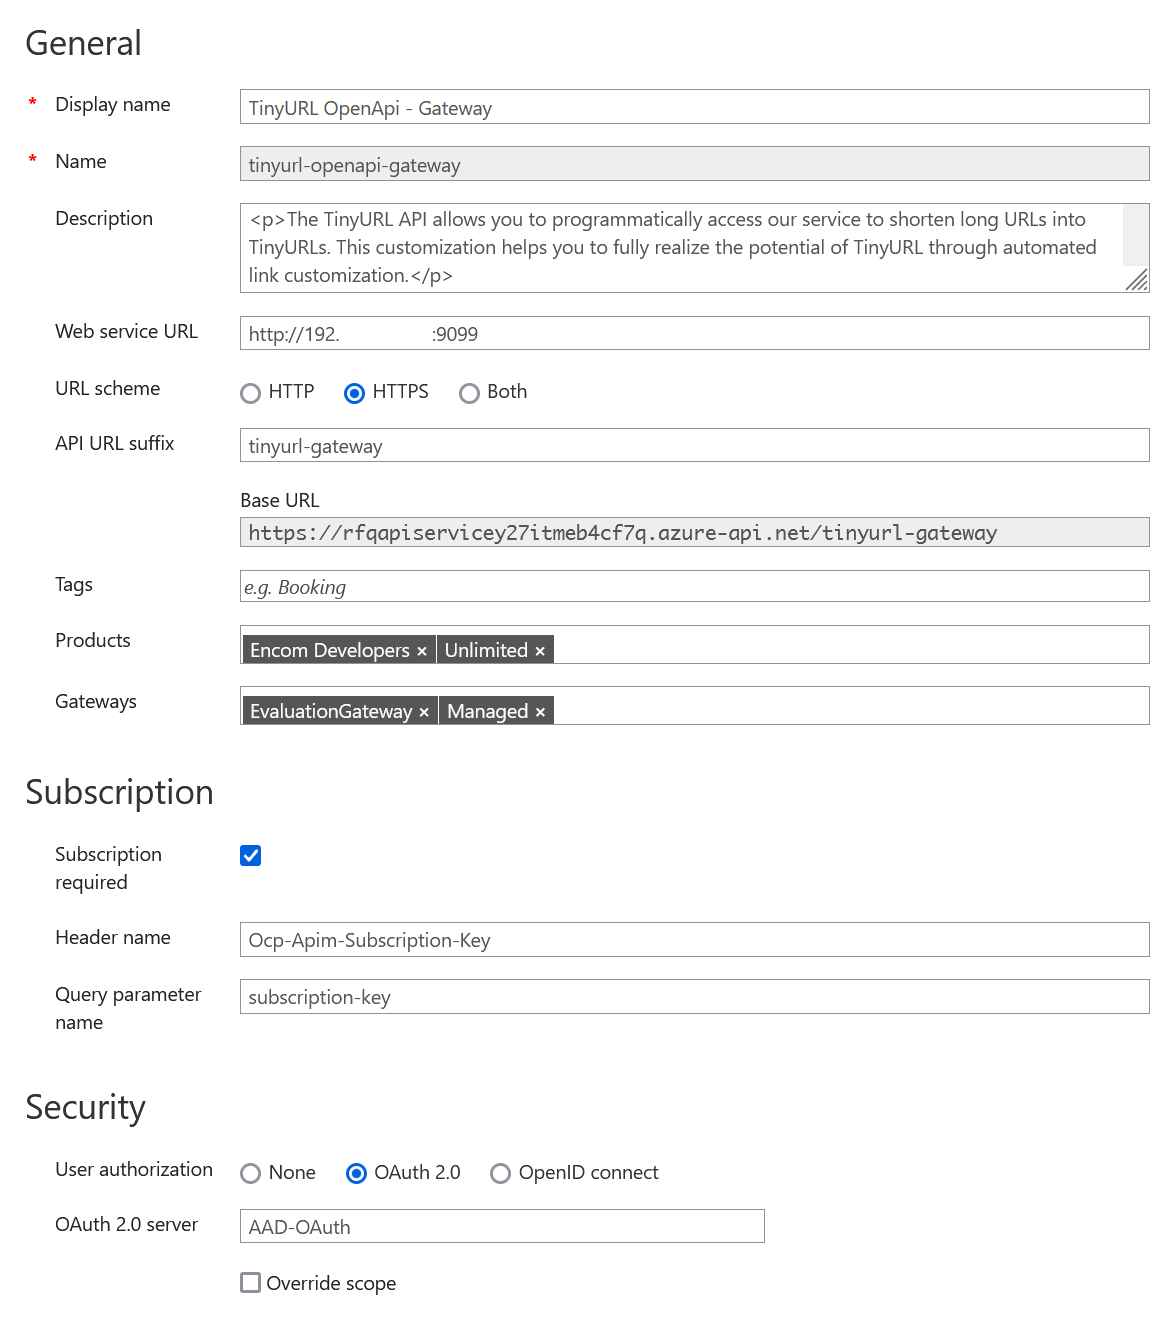 General
* Display name TinyURL OpenApi - Gateway
* Name tinyurl-openapi-gateway
Description <p>The TinyURL API allows you to programmatically access our service to shorten long URLs into
TinyURLs. This customization helps you to fully realize the potential of TinyURL through automated
link customization.</p>
Web service URL http://192. :9099
URL scheme HTTP HTTPS Both
API URL suffix tinyurl-gateway
Base URL
https://rfqapiservicey27itmeb4cf7q.azure-api.net/tinyurl-gateway
Tags e.g. Booking
Products Encom Developers × Unlimited ×
Gateways EvaluationGateway × Managed ×
Subscription
Subscription
required
Header name Ocp-Apim-Subscription-Key
Query parameter
name subscription-key
Security
User authorization None OAuth 2.0 OpenID connect
OAuth 2.0 server AAD-OAuth
Override scope